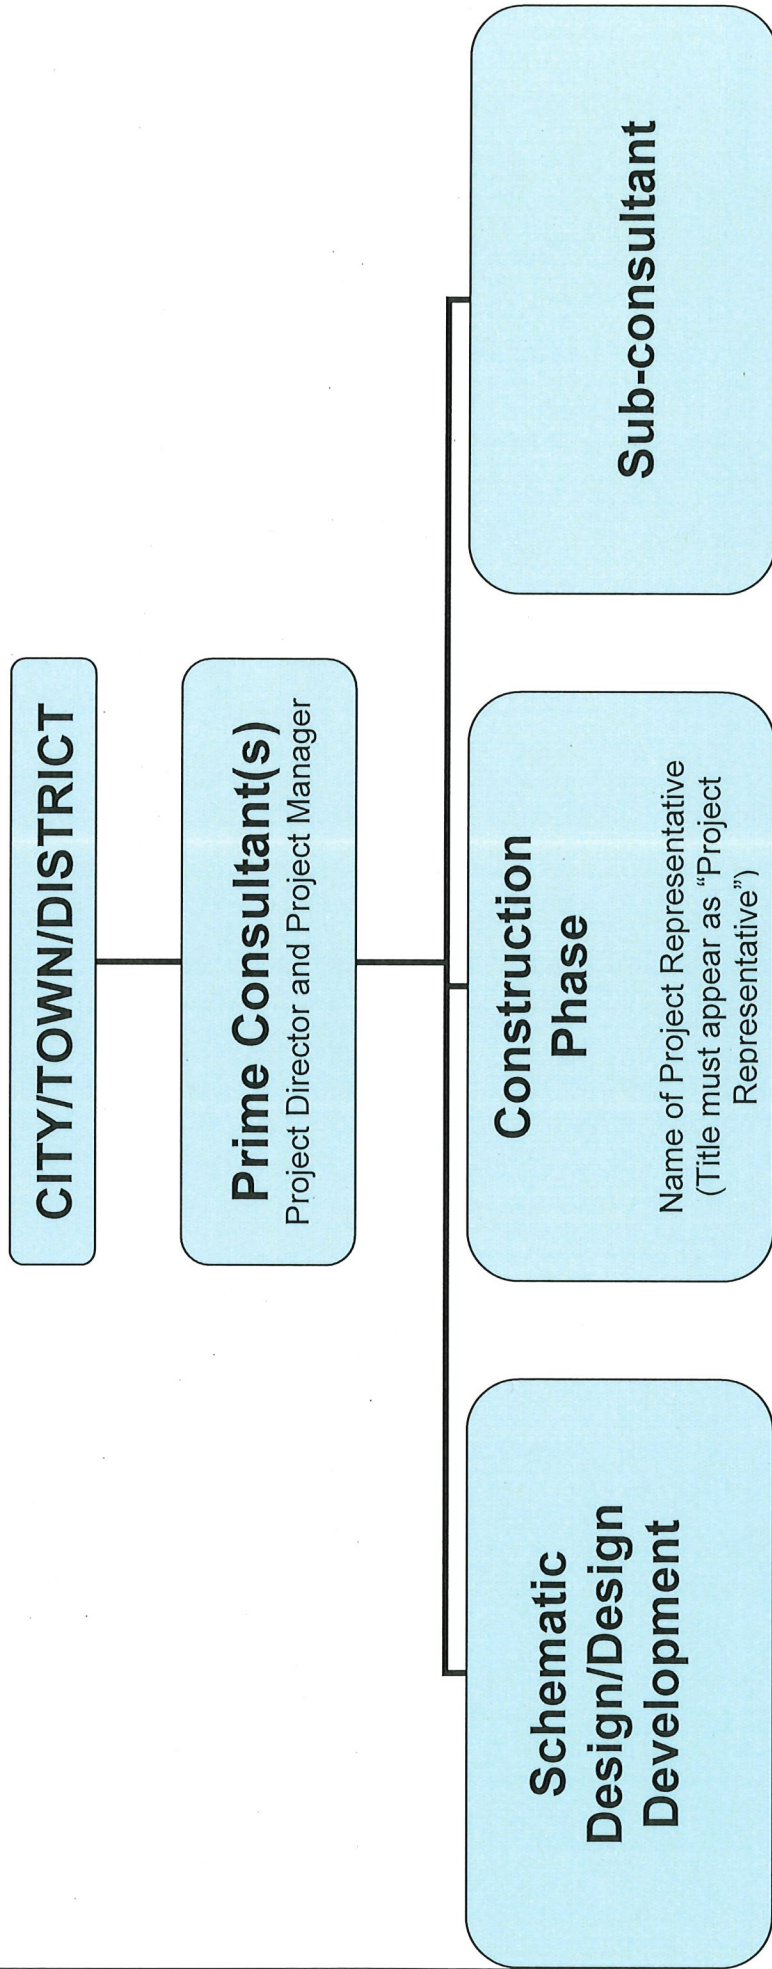 CITY/TOWN/DISTRICT
Prime Consultant(s)
Project Director and Project Manager
Schematic
Design/Design
Development
Construction
Phase
Name of Project Representative
(Title must appear as “Project
Representative”)
Sub-consultant